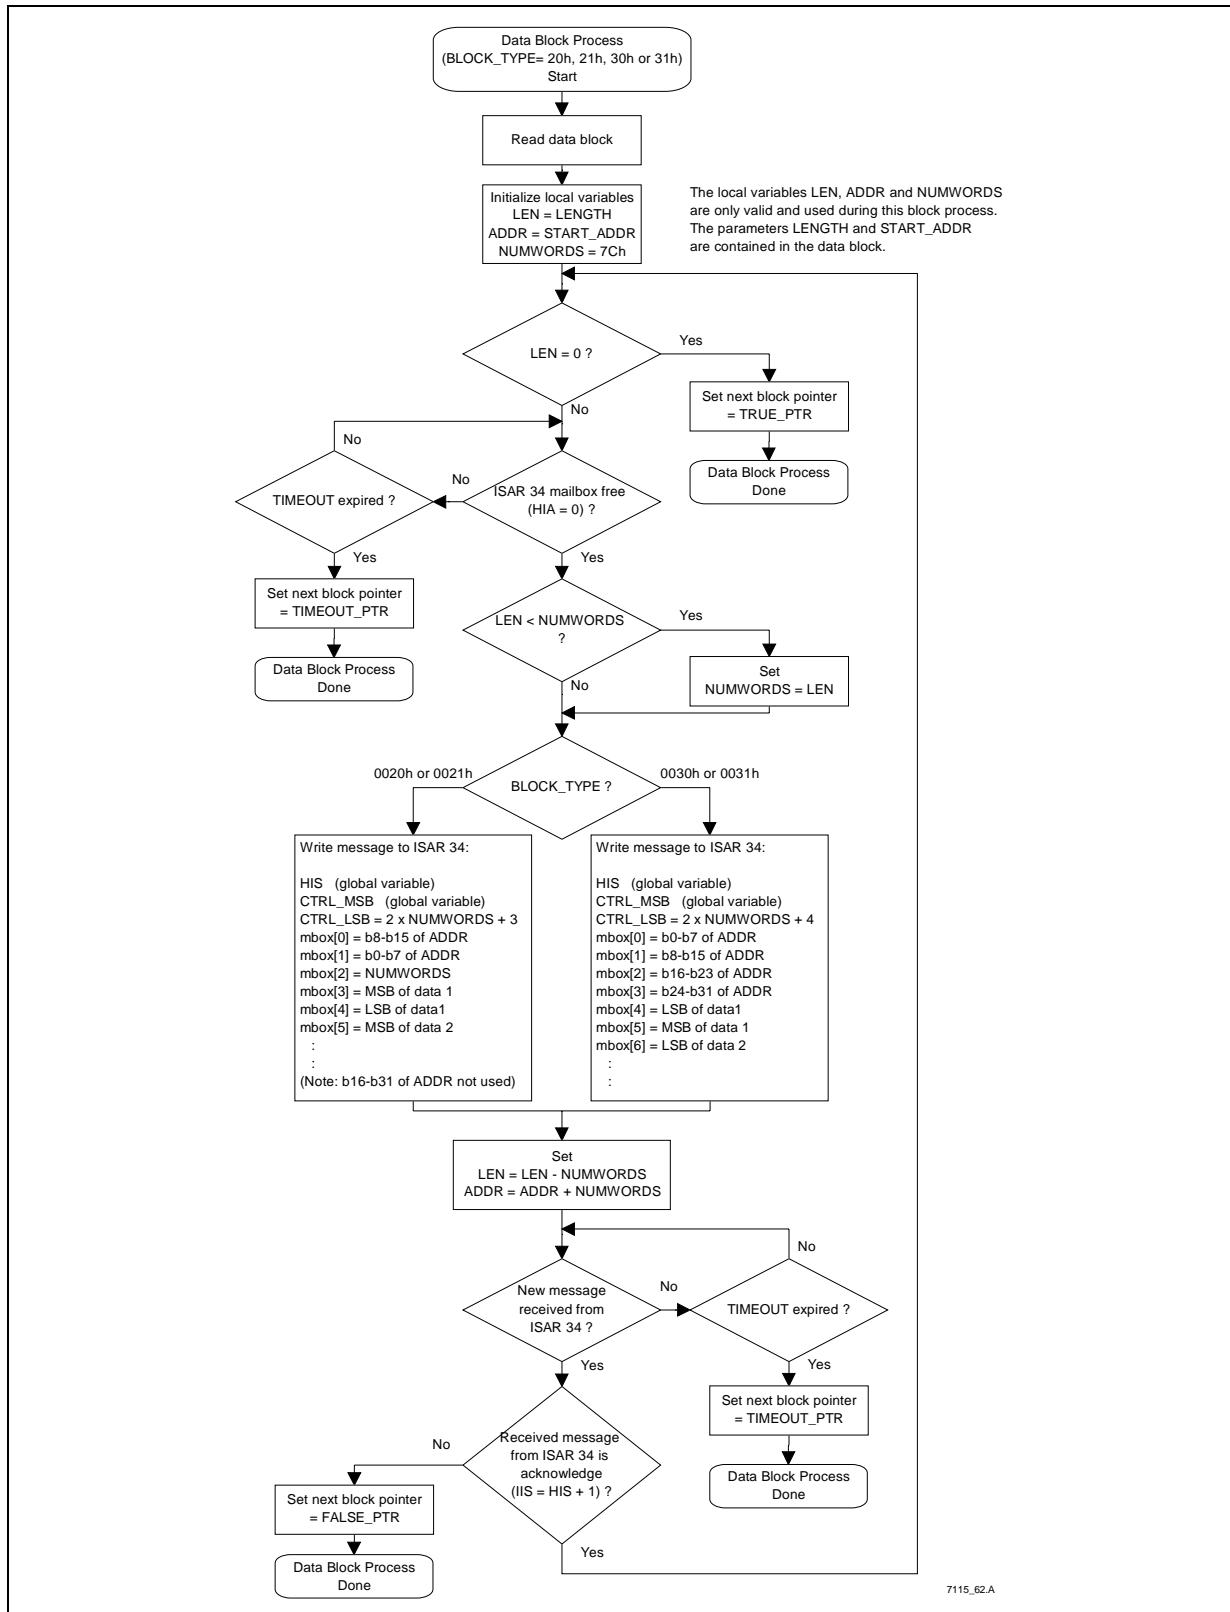 Data Block Process
(BLOCK_TYPE= 20h, 21h, 30h or 31h)
Start
Read data block
Initialize local variables
LEN = LENGTH
ADDR = START_ADDR
NUMWORDS = 7Ch
The local variables LEN, ADDR and NUMWORDS
are only valid and used during this block process.
The parameters LENGTH and START_ADDR
are contained in the data block.
LEN = 0 ?
Yes
Set next block pointer
= TRUE_PTR
Data Block Process
Done
No
ISAR 34 mailbox free
(HIA = 0) ?
No
TIMEOUT expired ?
No
Yes
Set next block pointer
= TIMEOUT_PTR
Data Block Process
Done
Yes
LEN < NUMWORDS
?
Yes
Set
NUMWORDS = LEN
No
BLOCK_TYPE ?
0020h or 0021h
0030h or 0031h
Write message to ISAR 34:
HIS (global variable)
CTRL_MSB (global variable)
CTRL_LSB = 2 x NUMWORDS + 3
mbox[0] = b8-b15 of ADDR
mbox[1] = b0-b7 of ADDR
mbox[2] = NUMWORDS
mbox[3] = MSB of data 1
mbox[4] = LSB of data1
mbox[5] = MSB of data 2
:
:
(Note: b16-b31 of ADDR not used)
Write message to ISAR 34:
HIS (global variable)
CTRL_MSB (global variable)
CTRL_LSB = 2 x NUMWORDS + 4
mbox[0] = b0-b7 of ADDR
mbox[1] = b8-b15 of ADDR
mbox[2] = b16-b23 of ADDR
mbox[3] = b24-b31 of ADDR
mbox[4] = LSB of data1
mbox[5] = MSB of data 1
mbox[6] = LSB of data 2
:
:
Set
LEN = LEN - NUMWORDS
ADDR = ADDR + NUMWORDS
New message
received from
ISAR 34 ?
No
TIMEOUT expired ?
No
Yes
Set next block pointer
= TIMEOUT_PTR
Data Block Process
Done
Yes
Received message
from ISAR 34 is
acknowledge
(IIS = HIS + 1) ?
No
Set next block pointer
= FALSE_PTR
Data Block Process
Done
Yes
7115_62.A